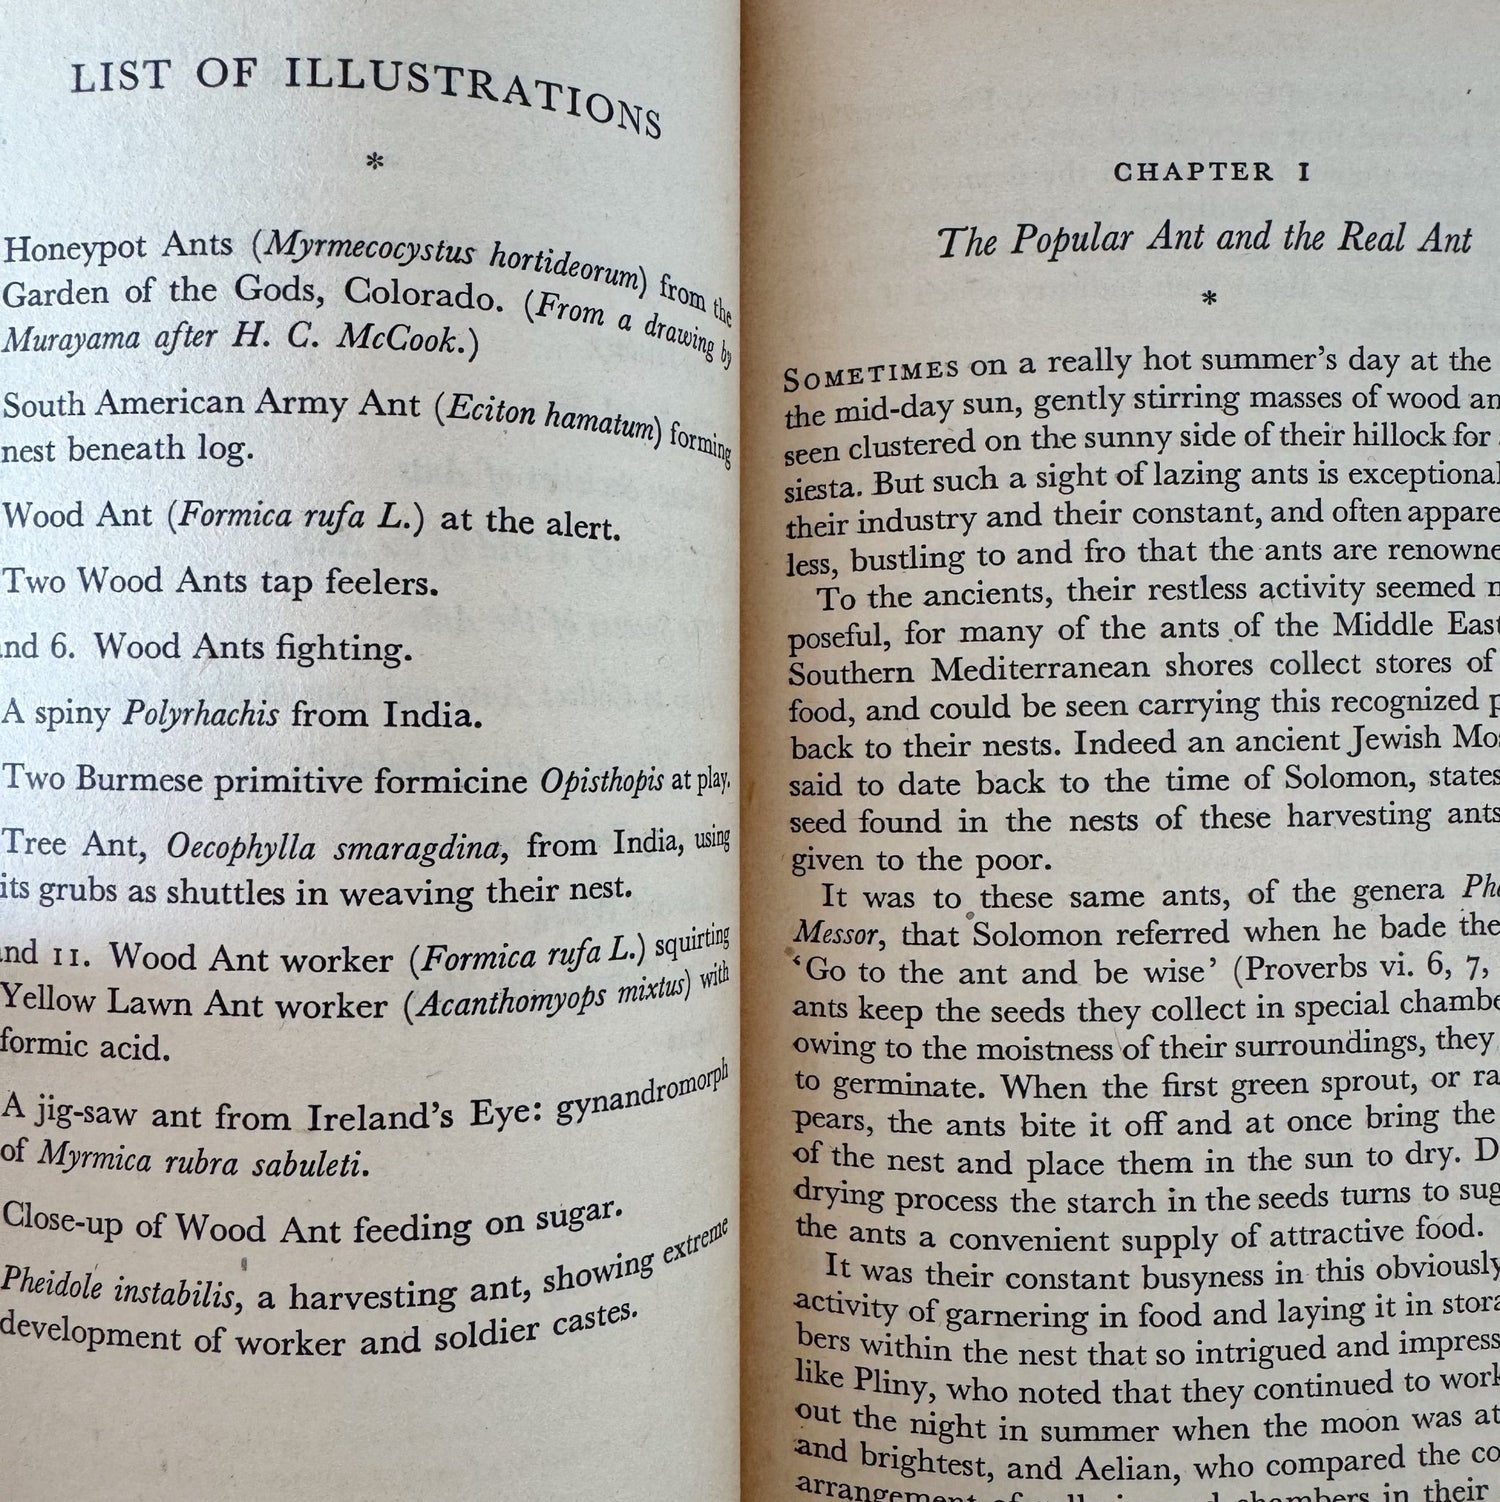 LIST OF ILLUSTRATIONS
*
Honeypot Ants (Myrmecocystus hortideorum) from the
Garden of the Gods, Colorado. (From a drawing by
Murayama after H. C. McCook.)
South American Army Ant (Eciton hamatum) forming
nest beneath log.
Wood Ant (Formica rufa L.) at the alert.
Two Wood Ants tap feelers.
nd 6. Wood Ants fighting.
A spiny Polyrhachis from India.
Two Burmese primitive formicine Opisthopis at play.
Tree Ant, Oecophylla smaragdina, from India, using
its grubs as shuttles in weaving their nest.
nd 11. Wood Ant worker (Formica rufa L.) squirting
Yellow Lawn Ant worker (Acanthomyops mixtus) with
formic acid.
A jig-saw ant from Ireland's Eye: gynandromorph
of Myrmica rubra sabuleti.
Close-up of Wood Ant feeding on sugar.
Pheidole instabilis, a harvesting ant, showing extreme
development of worker and soldier castes.
CHAPTER I
The Popular Ant and the Real Ant
*
SOMETIMES on a really hot summer's day at the
the mid-day sun, gently stirring masses of wood an
seen clustered on the sunny side of their hillock for
siesta. But such a sight of lazing ants is exceptional
their industry and their constant, and often appare
less, bustling to and fro that the ants are renowne
To the ancients, their restless activity seemed
poseful, for many of the ants of the Middle East
Southern Mediterranean shores collect stores of
food, and could be seen carrying this recognized p
back to their nests. Indeed an ancient Jewish
said to date back to the time of Solomon, states
seed found in the nests of these harvesting ants
given to the poor.
It was to these same ants, of the genera Phe
Messor, that Solomon referred when he bade the
'Go to the ant and be wise' (Proverbs vi. 6, 7,
ants keep the seeds they collect in special chambe
owing to the moistness of their surroundings, they
to germinate. When the first green sprout, or ra
pears, the ants bite it off and at once bring the
of the nest and place them in the sun to dry. D
drying process the starch in the seeds turns to sug
the ants a convenient supply of attractive food.
It was their constant busyness in this obviously
activity of garnering in food and laying it in stora
bers within the nest that so intrigued and impress
like Pliny, who noted that they continued to work
out the night in summer when the moon was at
and brightest, and Aelian, who compared the co
chambers in their